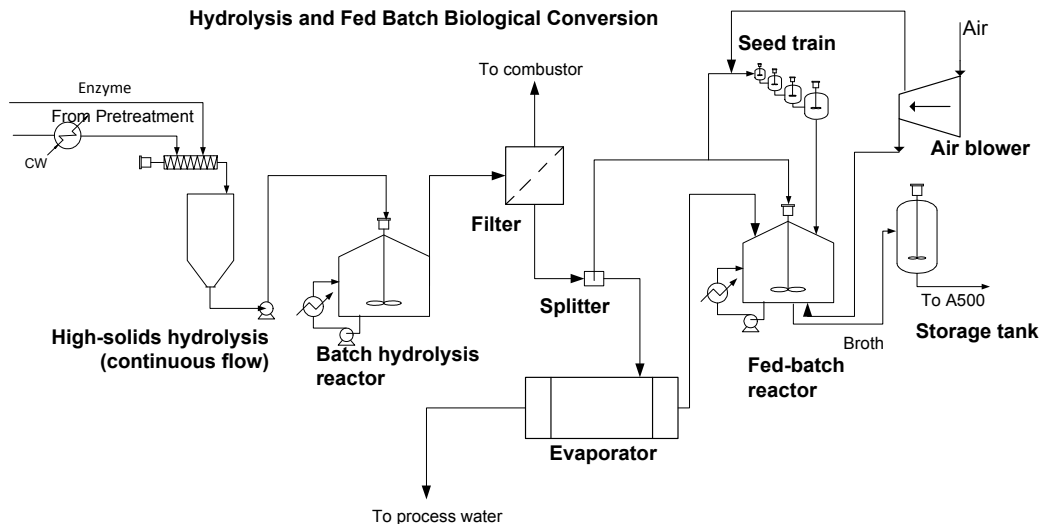 Hydrolysis and Fed Batch Biological Conversion
Air
Seed train
To combustor
Enzyme
From Pretreatment
CW
Air blower
Filter
Splitter
To A500
Storage tank
High-solids hydrolysis
(continuous flow)
Batch hydrolysis
reactor
Broth
Fed-batch
reactor
Evaporator
To process water